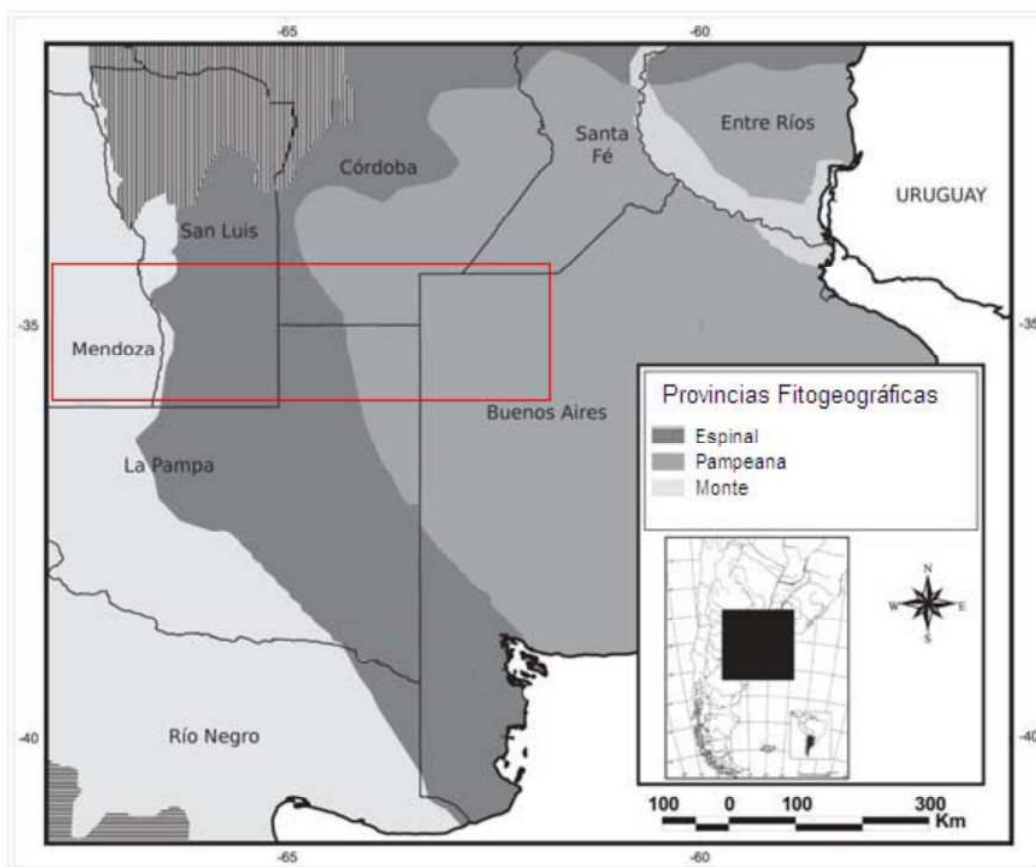 -65
-60
Santa
Fé
Entre Ríos
Córdoba
URUGUAY
San Luis
-35
-35
Mendoza
Buenos Aires
La Pampa
Provincias Fitogeográficas
Espinal
Pampeana
Monte
N
W
E
S
Río Negro
-40
-40
100 0 100 300
Km
-65
-60